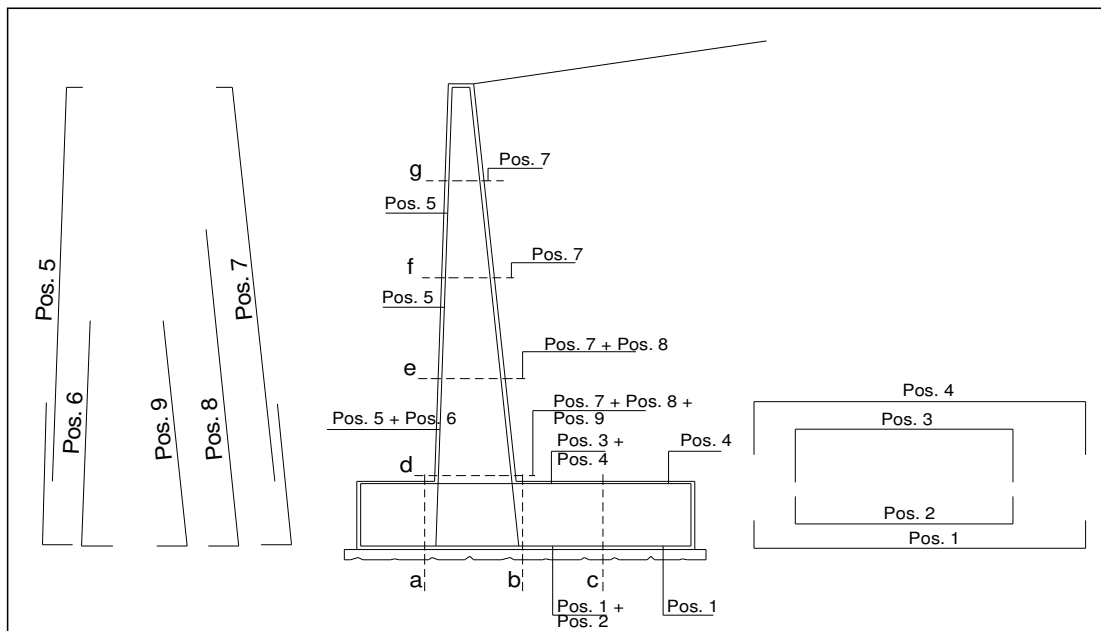 g
Pos. 7
Pos. 5
f
Pos. 7
Pos. 5
Pos. 5
Pos. 7
e
Pos. 7 + Pos. 8
Pos. 6
Pos. 9
Pos. 8
Pos. 5 + Pos. 6
Pos. 7 + Pos. 8 +
Pos. 9
d
Pos. 3 +
Pos. 4
Pos. 4
Pos. 4
Pos. 3
Pos. 2
Pos. 1
a
b
c
Pos. 1 +
Pos. 2
Pos. 1